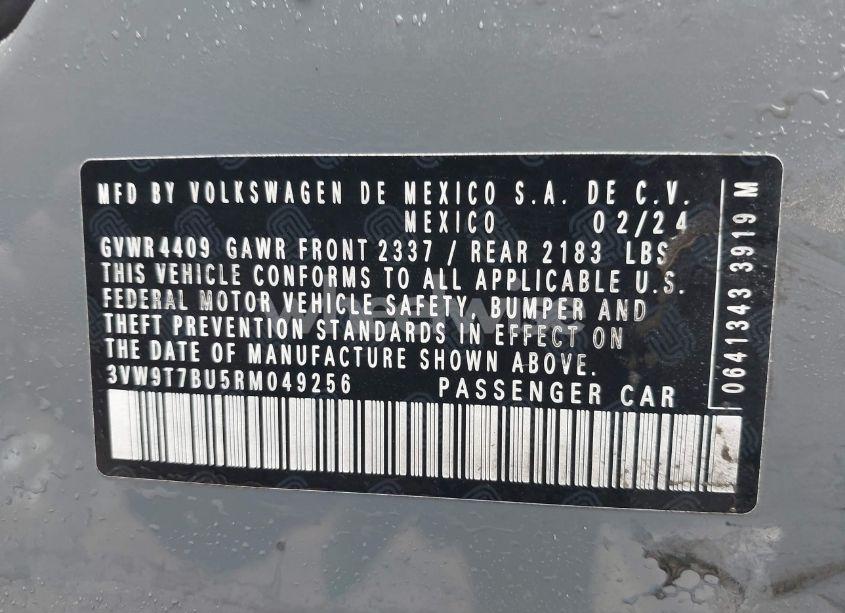 MFD BY VOLKSWAGEN DE MEXICO S.A. DE C.V.
MEXICO 02/24
GVWR4409 GAWR FRONT 2337 / REAR 2183 LBS
THIS VEHICLE CONFORMS TO ALL APPLICABLE U.S.
FEDERAL MOTOR VEHICLE SAFETY, BUMPER AND
THEFT PREVENTION STANDARDS IN EFFECT ON
THE DATE OF MANUFACTURE SHOWN ABOVE.
3VW9T7BU5RM049256 PASSENGER CAR
0641343 3919 M